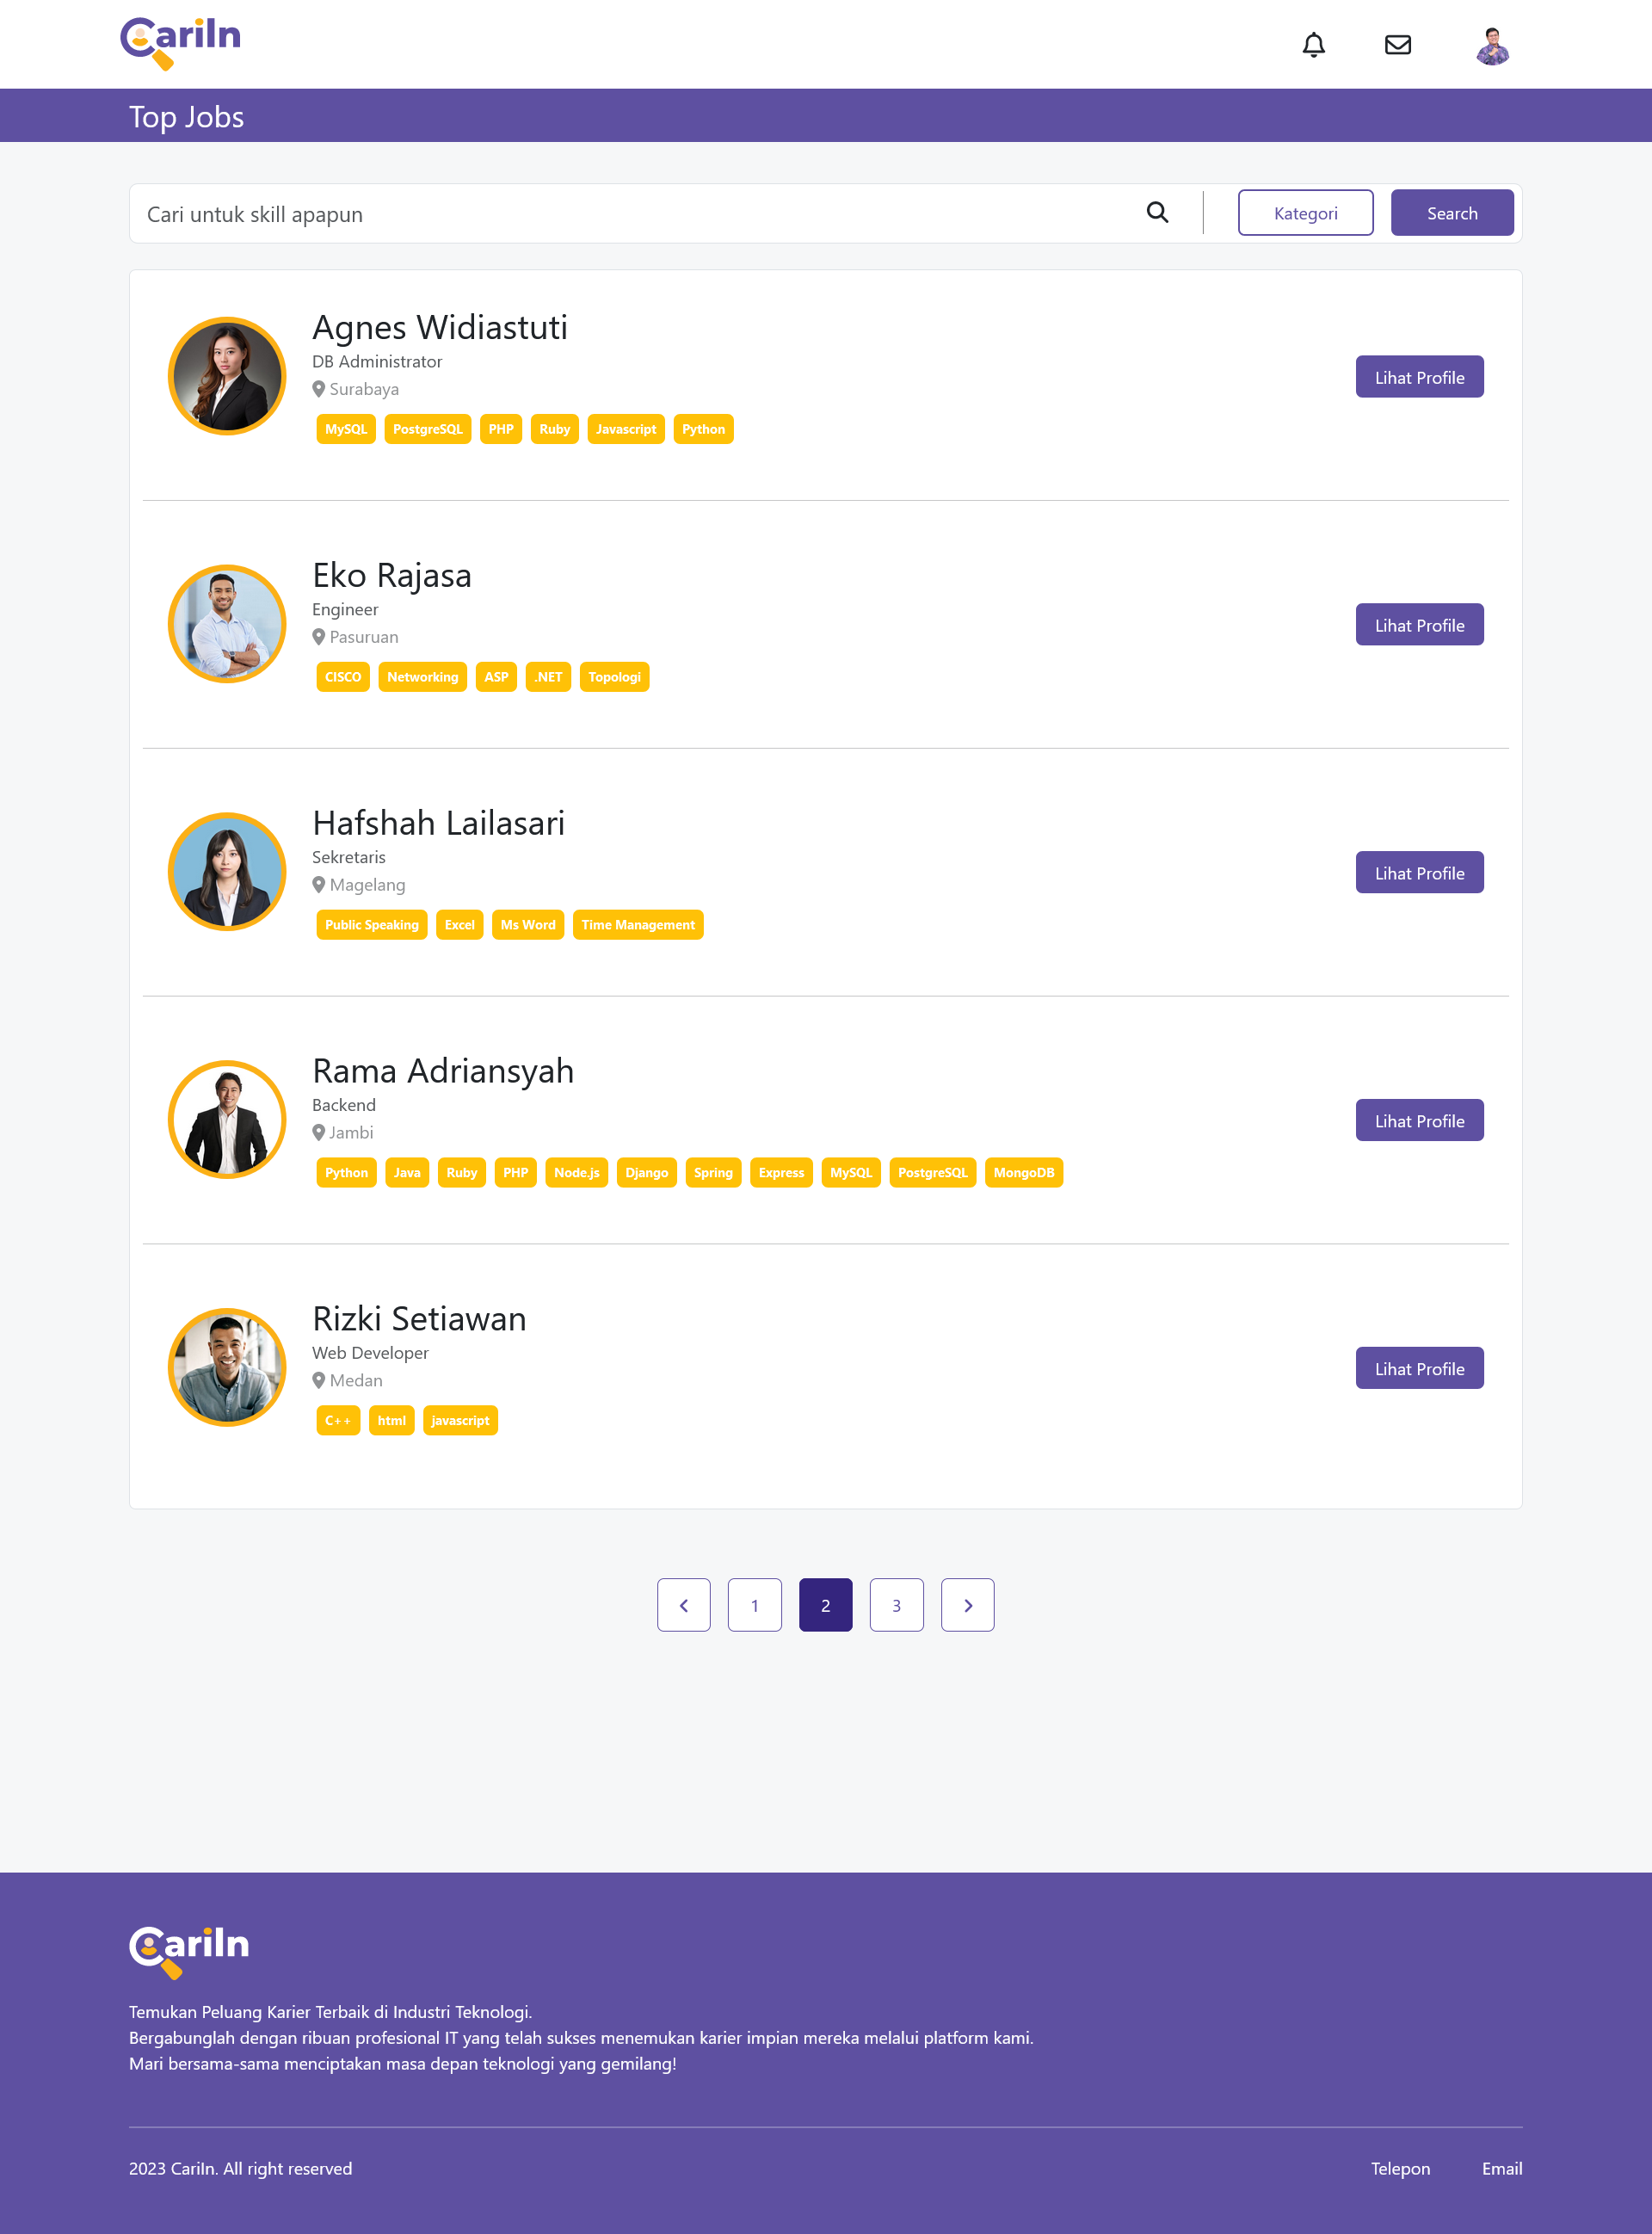 CariIn
Top Jobs
Cari untuk skill apapun
Kategori
Search
Agnes Widiastuti
DB Administrator
Surabaya
MySQL PostgreSQL PHP Ruby Javascript Python
Lihat Profile
Eko Rajasa
Engineer
Pasuruan
CISCO Networking ASP .NET Topologi
Lihat Profile
Hafshah Lailasari
Sekretaris
Magelang
Public Speaking Excel Ms Word Time Management
Lihat Profile
Rama Adriansyah
Backend
Jambi
Python Java Ruby PHP Node.js Django Spring Express MySQL PostgreSQL MongoDB
Lihat Profile
Rizki Setiawan
Web Developer
Medan
C++ html javascript
Lihat Profile
1 2 3
CariIn
Temukan Peluang Karier Terbaik di Industri Teknologi.
Bergabunglah dengan ribuan profesional IT yang telah sukses menemukan karier impian mereka melalui platform kami.
Mari bersama-sama menciptakan masa depan teknologi yang gemilang!
2023 CariIn. All right reserved
Telepon Email